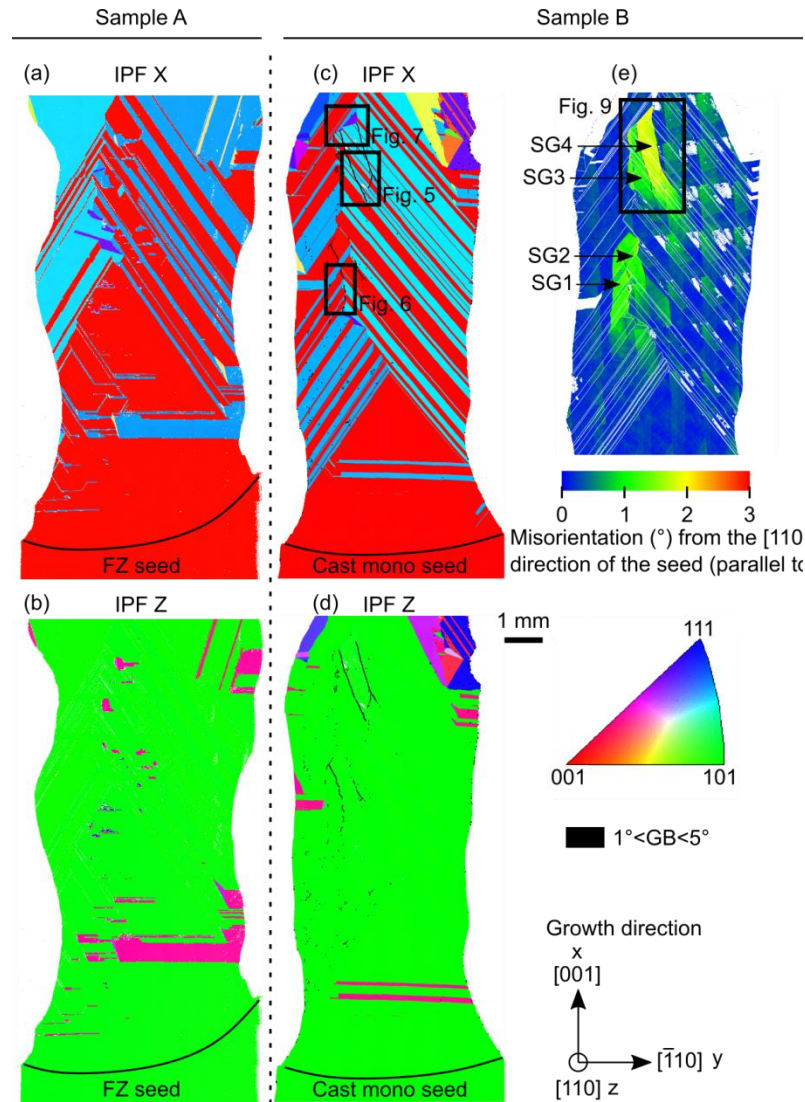 Sample A
Sample B
(a) IPF X
(c) IPF X
(e)
Fig. 7
Fig. 5
Fig. 6
Fig. 9
SG4
SG3
SG2
SG1
FZ seed
Cast mono seed
0 1 2 3
Misorientation (°) from the [110
direction of the seed (parallel to
(b) IPF Z
(d) IPF Z
1 mm
111
001
101
1°<GB<5°
Growth direction
x
[001]
[1̅10] y
[110] z
FZ seed
Cast mono seed